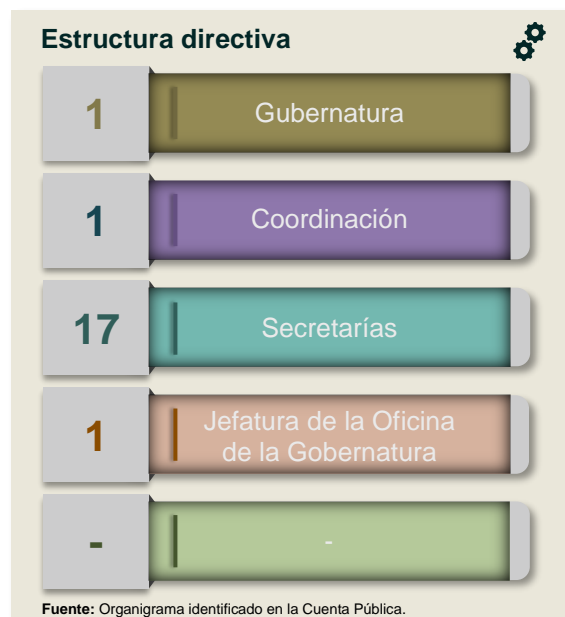 Estructura directiva
1
Gubernatura
1
Coordinación
17
Secretarías
1
Jefatura de la Oficina
de la Gobernatura
-
-
Fuente: Organigrama identificado en la Cuenta Pública.